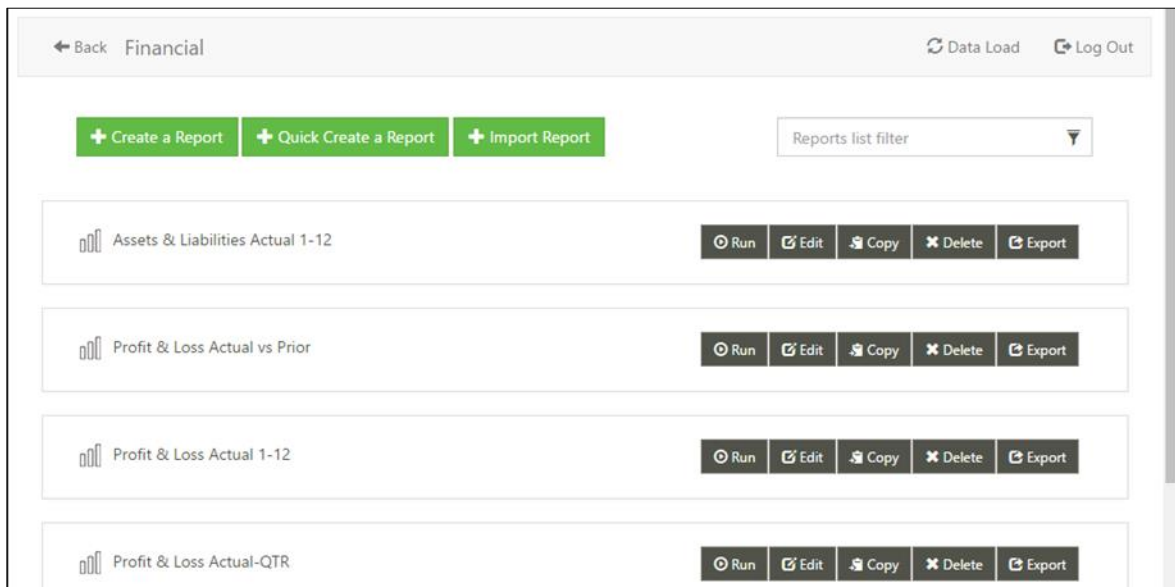 Back Financial Data Load Log Out
Create a Report Quick Create a Report Import Report Reports list filter
Assets & Liabilities Actual 1-12 Run Edit Copy Delete Export
Profit & Loss Actual vs Prior Run Edit Copy Delete Export
Profit & Loss Actual 1-12 Run Edit Copy Delete Export
Profit & Loss Actual-QTR Run Edit Copy Delete Export